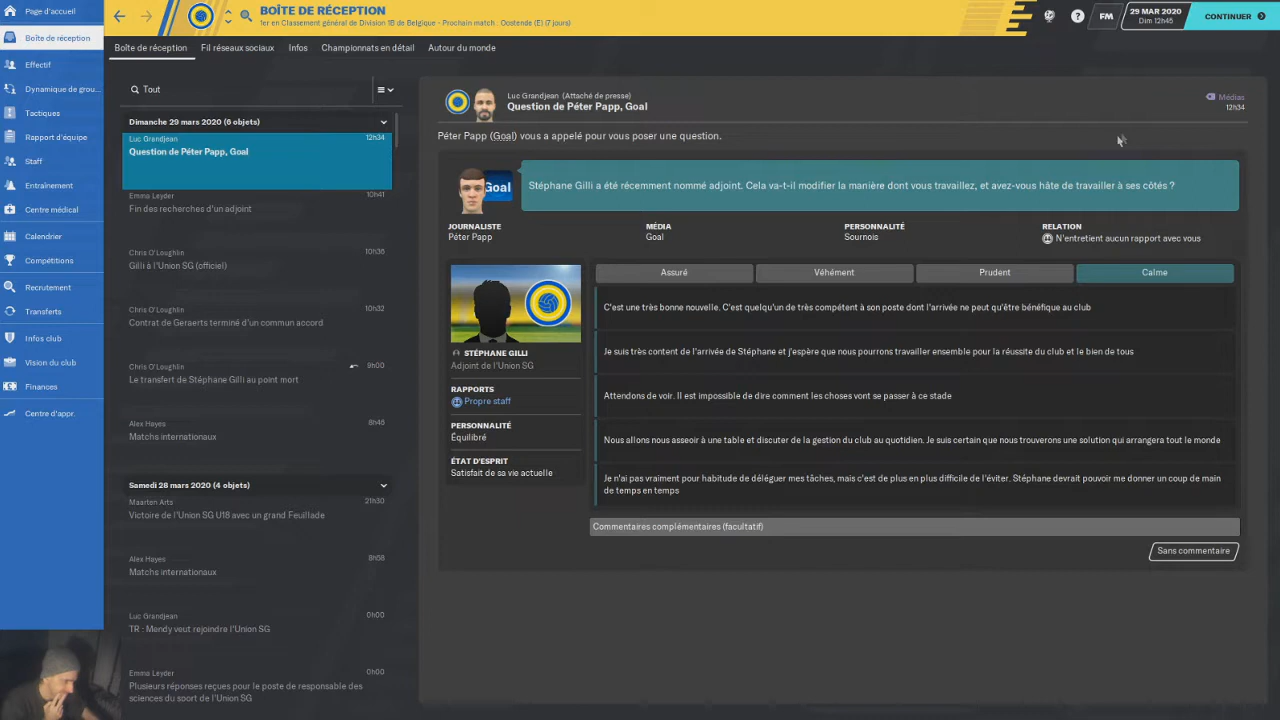 Page d'accueil
Boîte de réception
Effectif
Dynamique de grou...
Tactiques
Rapport d'équipe
Staff
Entraînement
Centre médical
Calendrier
Compétitions
Recrutement
Transferts
Infos club
Vision du club
Finances
Centre d'appr.
BOÎTE DE RÉCEPTION
1er en Classement général de Division 1B de Belgique - Prochain match : Oostende (E) (7 jours)
FM
29 MAR 2020
Dim 12h45
CONTINUER
Boîte de réception
Fil réseaux sociaux
Infos
Championnats en détail
Autour du monde
Tout
Dimanche 29 mars 2020 (6 objets)
Luc Grandjean 12h34
Question de Péter Papp, Goal
Emma Leyder 10h41
Fin des recherches d'un adjoint
Chris O'Loughlin 10h36
Gilli à l'Union SG (officiel)
Chris O'Loughlin 10h32
Contrat de Geraerts terminé d'un commun accord
Chris O'Loughlin 9h00
Le transfert de Stéphane Gilli au point mort
Alex Hayes 8h46
Matchs internationaux
Samedi 28 mars 2020 (4 objets)
Maarten Arts 21h30
Victoire de l'Union SG U18 avec un grand Feuillade
Alex Hayes 8h58
Matchs internationaux
Luc Grandjean 0h00
TR : Mendy veut rejoindre l'Union SG
Emma Leyder 0h00
Plusieurs réponses reçues pour le poste de responsable des
sciences du sport de l'Union SG
Luc Grandjean (Attaché de presse)
Question de Péter Papp, Goal
Médias
12h34
Péter Papp (Goal) vous a appelé pour vous poser une question.
Goal
Stéphane Gilli a été récemment nommé adjoint. Cela va-t-il modifier la manière dont vous travaillez, et avez-vous hâte de travailler à ses côtés ?
JOURNALISTE
Péter Papp
MÉDIA
Goal
PERSONNALITÉ
Sournois
RELATION
N'entretient aucun rapport avec vous
STÉPHANE GILLI
Adjoint de l'Union SG
RAPPORTS
Propre staff
PERSONNALITÉ
Équilibré
ÉTAT D'ESPRIT
Satisfait de sa vie actuelle
Assuré
Véhément
Prudent
Calme
C'est une très bonne nouvelle. C'est quelqu'un de très compétent à son poste dont l'arrivée ne peut qu'être bénéfique au club
Je suis très content de l'arrivée de Stéphane et j'espère que nous pourrons travailler ensemble pour la réussite du club et le bien de tous
Attendons de voir. Il est impossible de dire comment les choses vont se passer à ce stade
Nous allons nous asseoir à une table et discuter de la gestion du club au quotidien. Je suis certain que nous trouverons une solution qui arrangera tout le monde
Je n'ai pas vraiment pour habitude de déléguer mes tâches, mais c'est de plus en plus difficile de l'éviter. Stéphane devrait pouvoir me donner un coup de main
de temps en temps
Commentaires complémentaires (facultatif)
Sans commentaire